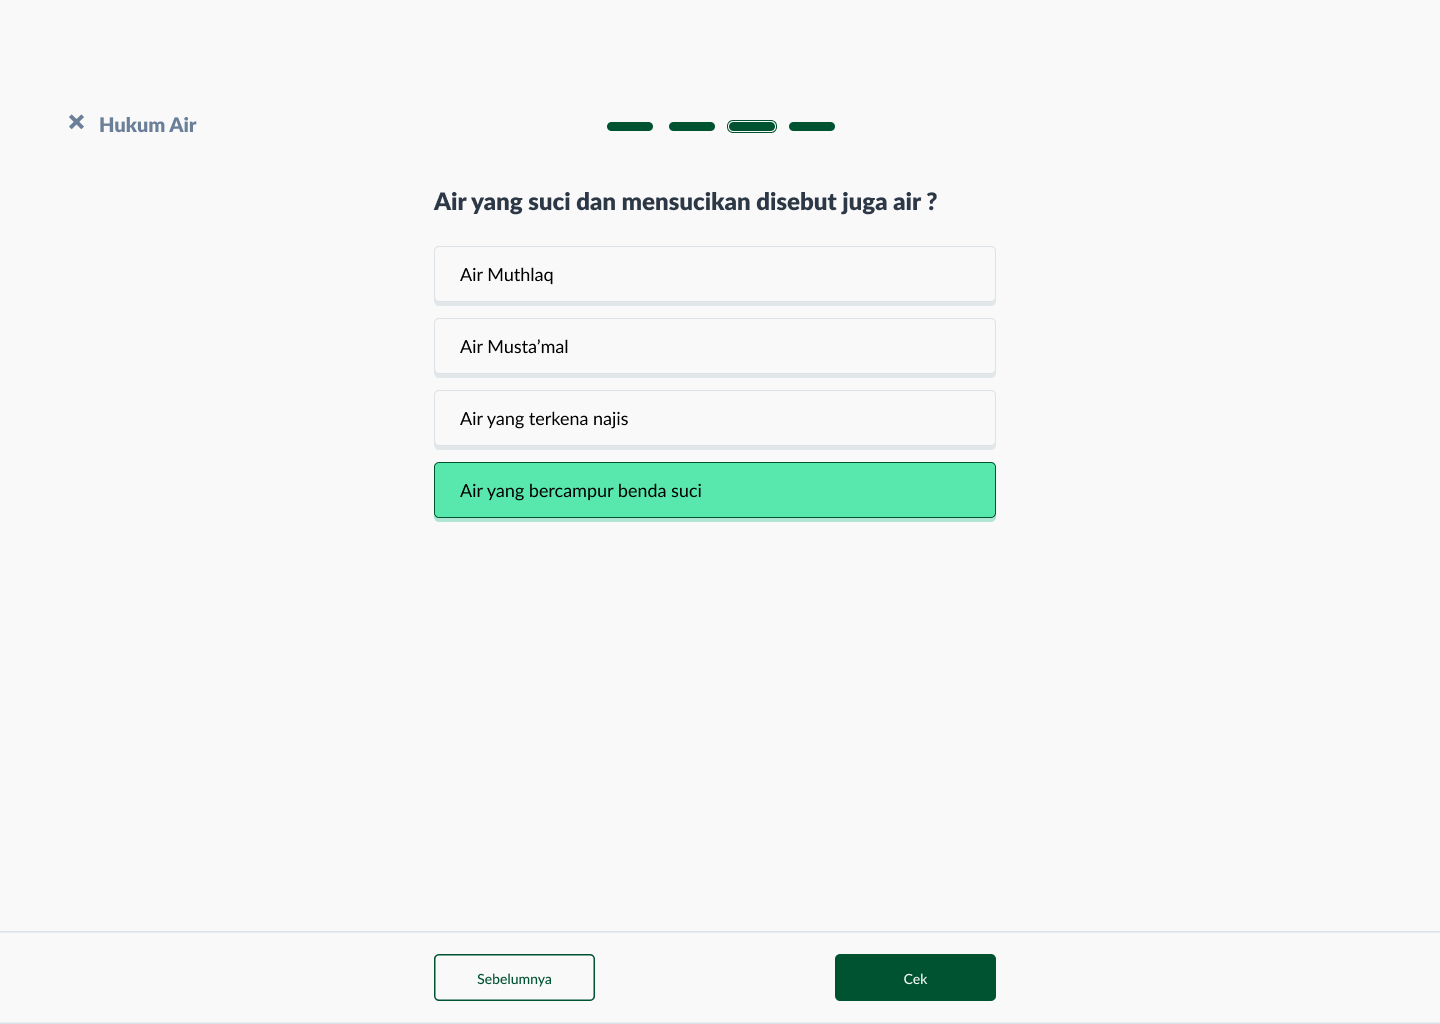 Hukum Air
Air yang suci dan mensucikan disebut juga air ?
Air Muthlaq
Air Musta’mal
Air yang terkena najis
Air yang bercampur benda suci
Sebelumnya
Cek